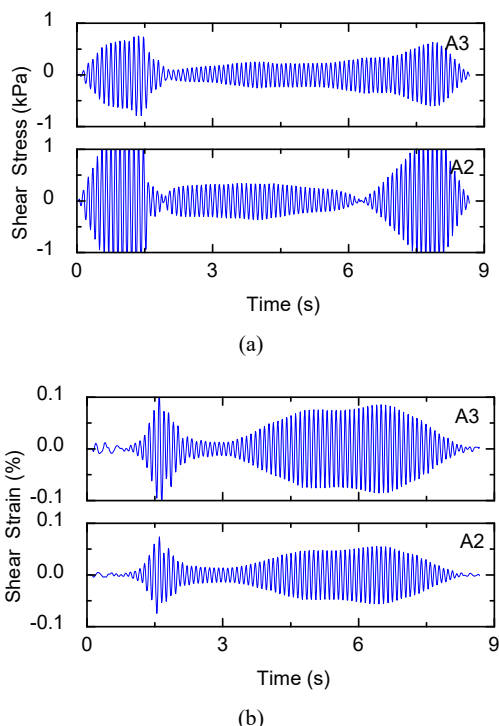 1
A3
0
-1
1
A2
0
-1
Shear Stress (kPa)
0 3 6 9
Time (s)
(a)
0.1
A3
0.0
-0.1
0.1
A2
0.0
-0.1
Shear Strain (%)
0 3 6 9
Time (s)
(b)